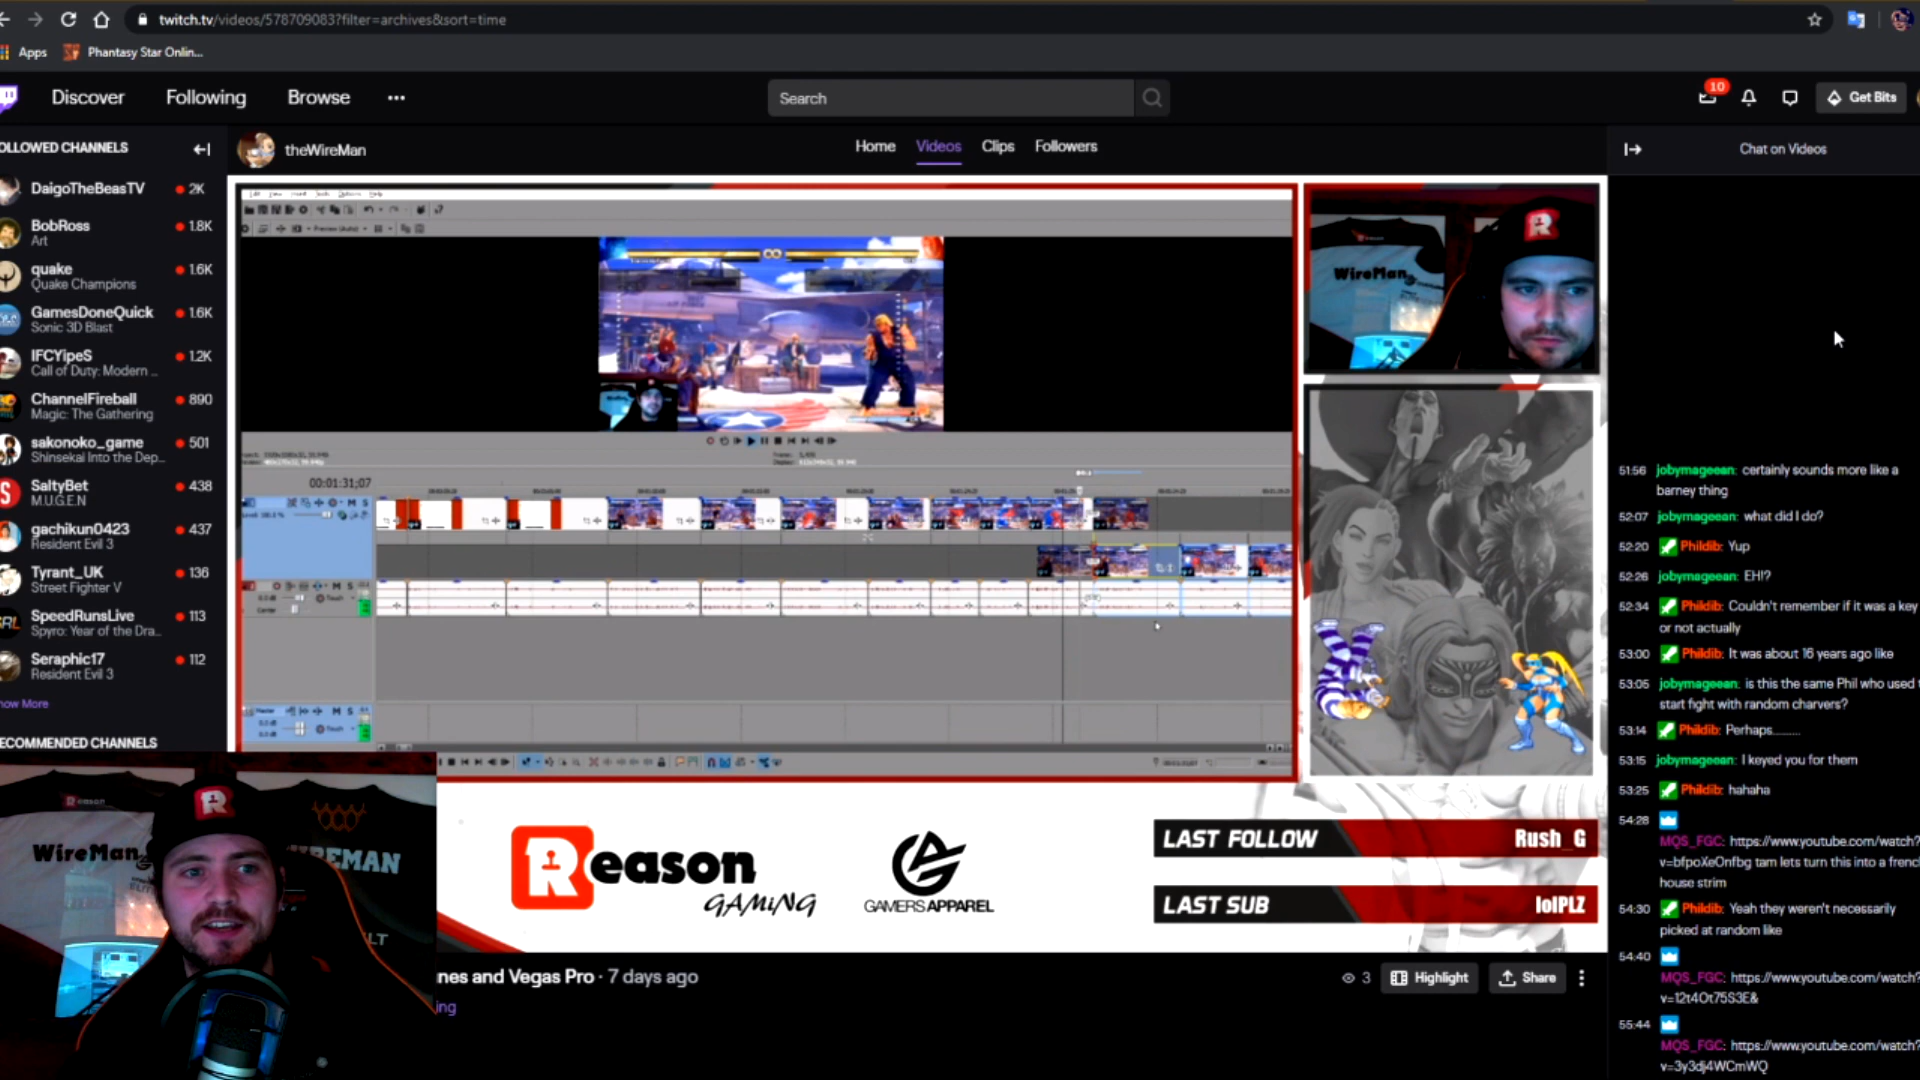 twitch.tv/videos/578709083?filter=archives&sort=time
Apps
Phantasy Star Onlin...
Discover
Following
Browse
Search
10
Get Bits
OLLOWED CHANNELS
theWireMan
Home
Videos
Clips
Followers
Chat on Videos
DaigoTheBeasTV
2K
BobRoss
1.8K
Art
quake
1.6K
Quake Champions
GamesDoneQuick
1.6K
Sonic 3D Blast
IFCYipeS
1.2K
Call of Duty: Modern ...
ChannelFireball
890
Magic: The Gathering
sakonoko_game
501
Shinsekai Into the Dep...
SaltyBet
438
M.U.G.E.N
gachikun0423
437
Resident Evil 3
Tyrant_UK
136
Street Fighter V
SpeedRunsLive
113
Spyro: Year of the Dra...
Seraphic17
112
Resident Evil 3
how More
ECOMMENDED CHANNELS
00:01:31;07
WireMan
51:56 jobymageean: certainly sounds more like a
barney thing
52:07 jobymageean: what did I do?
52:20 Phildib: Yup
52:26 jobymageean: EH!?
52:34 Phildib: Couldn't remember if it was a key
or not actually
53:00 Phildib: It was about 16 years ago like
53:05 jobymageean: is this the same Phil who used t
start fight with random charvers?
53:14 Phildib: Perhaps..........
53:15 jobymageean: I keyed you for them
53:25 Phildib: hahaha
54:28
MQS_FGC: https://www.youtube.com/watch?
v=bfpoXeOnfbg tam lets turn this into a frenc
house strim
54:30 Phildib: Yeah they weren't necessarily
picked at random like
54:40
MQS_FGC: https://www.youtube.com/watch?
v=12t4Ot75S3E&
55:44
MQS_FGC: https://www.youtube.com/watch?
v=3y3dj4WCmWQ
Reason
WireMan
REMAN
Reason
GAMING
GAMERS APPAREL
LAST FOLLOW
Rush_G
LAST SUB
lolPLZ
nes and Vegas Pro · 7 days ago
ing
3
Highlight
Share